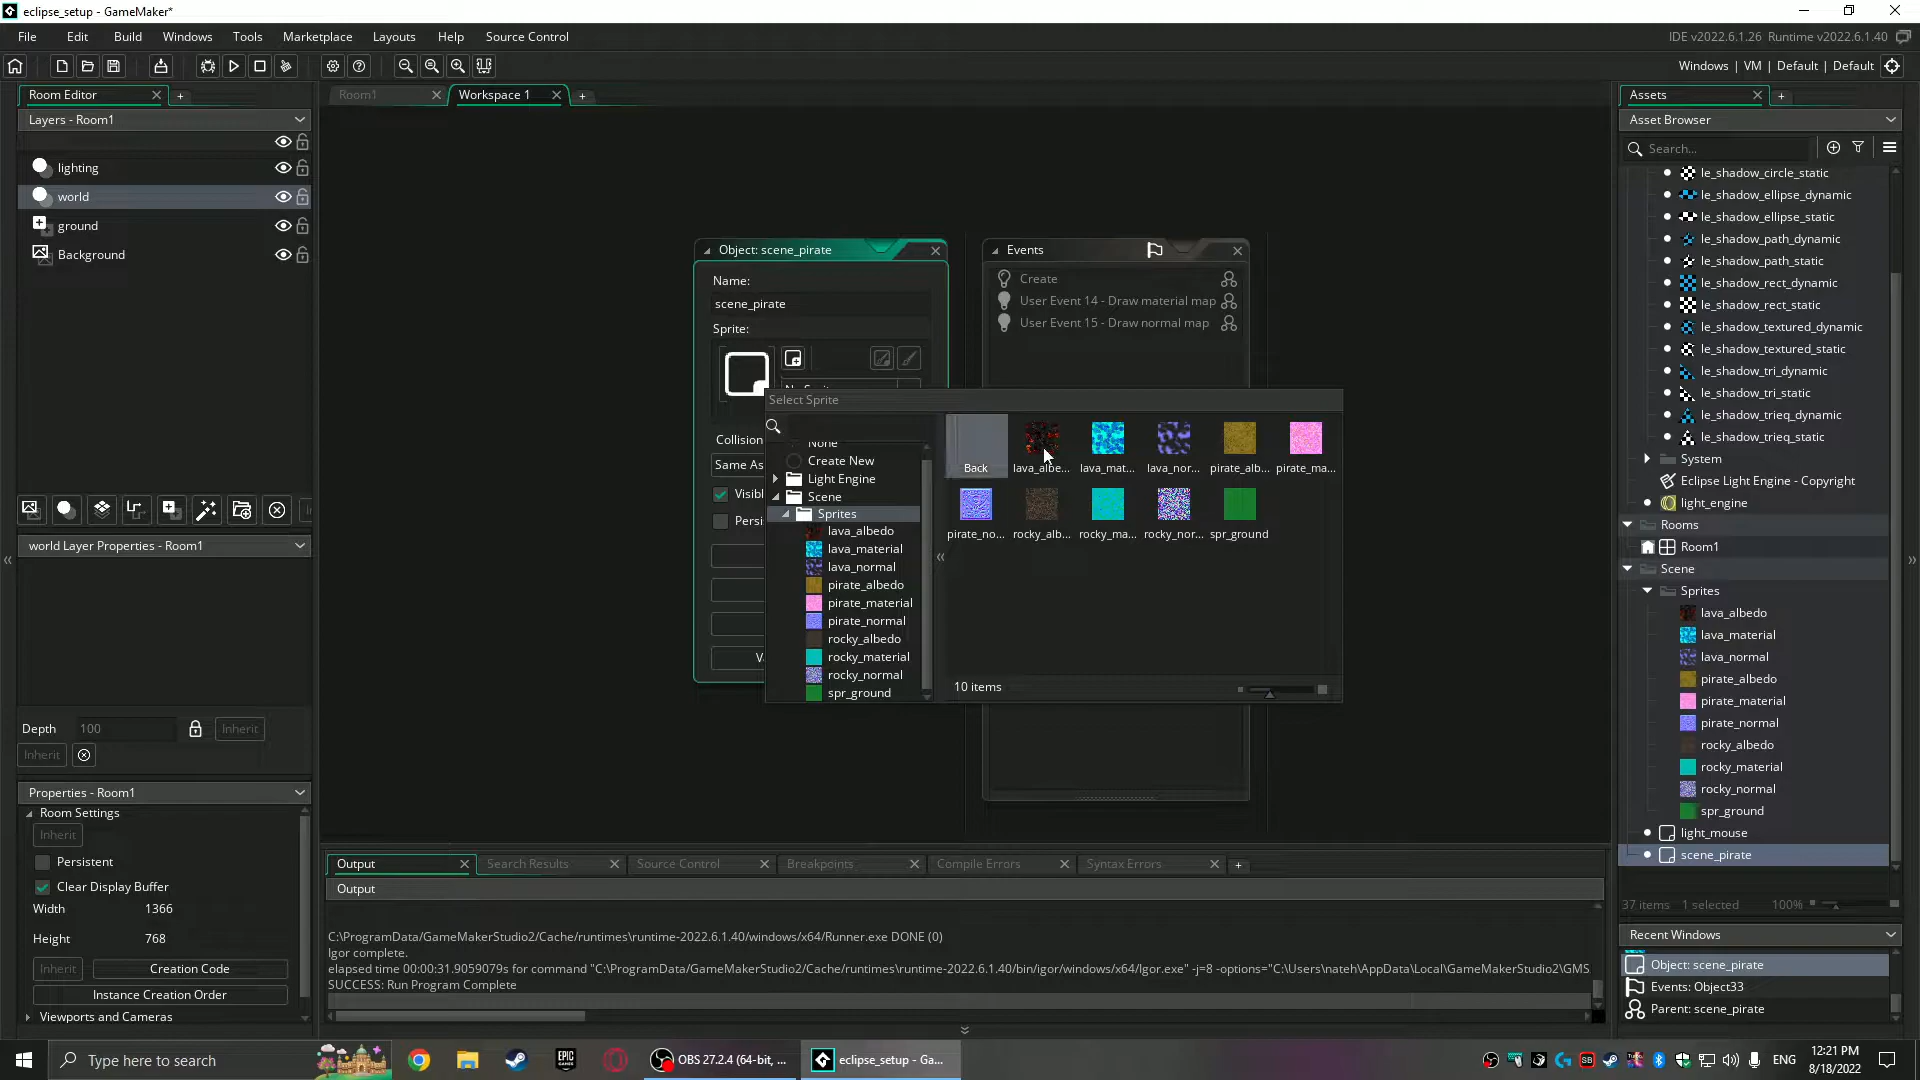 eclipse_setup - GameMaker*
File Edit Build Windows Tools Marketplace Layouts Help Source Control
IDE v2022.6.1.26 Runtime v2022.6.1.40
Windows | VM | Default | Default
Room Editor
Layers - Room1
lighting
world
ground
Background
world Layer Properties - Room1
Depth 100 Inherit
Inherit
Properties - Room1
Room Settings
Inherit
Persistent
Clear Display Buffer
Width 1366
Height 768
Inherit Creation Code
Instance Creation Order
Viewports and Cameras
Room1
Workspace 1
Object: scene_pirate
Name:
scene_pirate
Sprite:
Collision
Same As
Visibl
Persi
Events
Create
User Event 14 - Draw material map
User Event 15 - Draw normal map
Select Sprite
None
Create New
Light Engine
Scene
Sprites
lava_albedo
lava_material
lava_normal
pirate_albedo
pirate_material
pirate_normal
rocky_albedo
rocky_material
rocky_normal
spr_ground
Back lava_albe... lava_mat... lava_nor... pirate_alb... pirate_ma...
pirate_no... rocky_alb... rocky_ma... rocky_nor... spr_ground
10 items
Output Search Results Source Control Breakpoints Compile Errors Syntax Errors
Output
C:\ProgramData/GameMakerStudio2/Cache/runtimes\runtime-2022.6.1.40/windows/x64/Runner.exe DONE (0)
Igor complete.
elapsed time 00:00:31.9059079s for command "C:\ProgramData/GameMakerStudio2/Cache/runtimes\runtime-2022.6.1.40/bin/igor/windows/x64/Igor.exe" -j=8 -options="C:\Users\nateh\AppData\Local\GameMakerStudio2\GMS
SUCCESS: Run Program Complete
Assets
Asset Browser
Search...
le_shadow_circle_static
le_shadow_ellipse_dynamic
le_shadow_ellipse_static
le_shadow_path_dynamic
le_shadow_path_static
le_shadow_rect_dynamic
le_shadow_rect_static
le_shadow_textured_dynamic
le_shadow_textured_static
le_shadow_tri_dynamic
le_shadow_tri_static
le_shadow_trieq_dynamic
le_shadow_trieq_static
System
Eclipse Light Engine - Copyright
light_engine
Rooms
Room1
Scene
Sprites
lava_albedo
lava_material
lava_normal
pirate_albedo
pirate_material
pirate_normal
rocky_albedo
rocky_material
rocky_normal
spr_ground
light_mouse
scene_pirate
37 items 1 selected 100%
Recent Windows
Object: scene_pirate
Events: Object33
Parent: scene_pirate
Type here to search
EPIC
GAMES
OBS 27.2.4 (64-bit, ...
eclipse_setup - Ga...
ENG
12:21 PM
8/18/2022